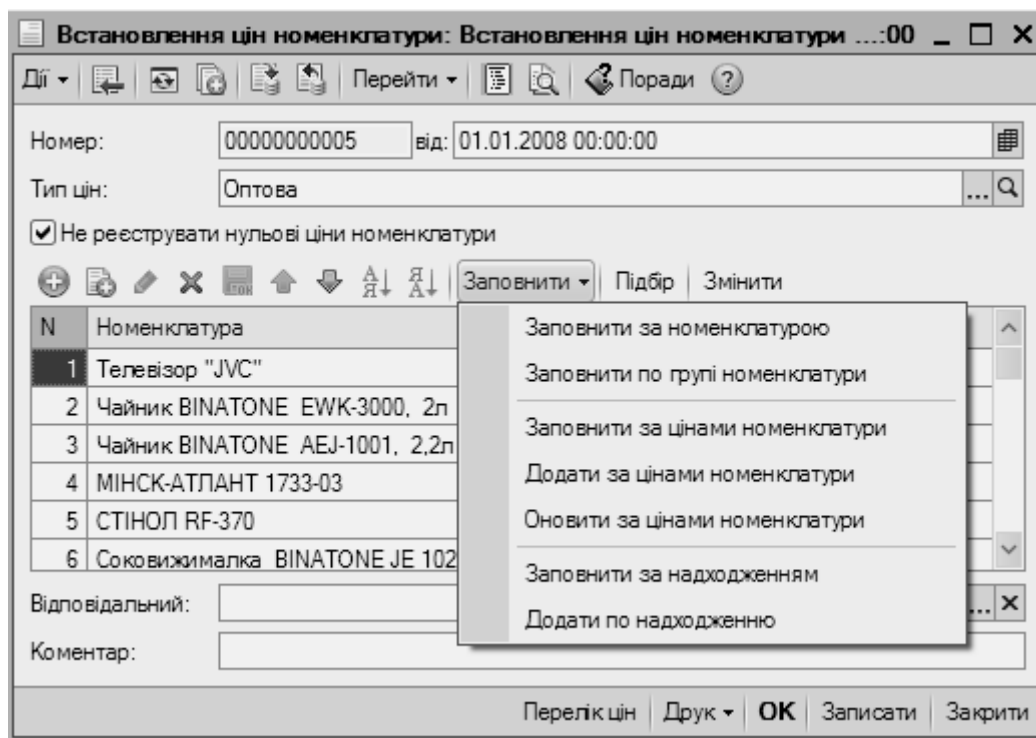 Встановлення цін номенклатури: Встановлення цін номенклатури ...:00
Дії Перейти Поради ?
Номер: 00000000005 від: 01.01.2008 00:00:00
Тип цін: Оптова ...
Не реєструвати нульові ціни номенклатури
Заповнити Підбір Змінити
N Номенклатура
Заповнити за номенклатурою
1 Телевізор "JVC"
Заповнити по групі номенклатури
2 Чайник BINATONE EWK-3000, 2л
Заповнити за цінами номенклатури
3 Чайник BINATONE AEJ-1001, 2,2л
Додати за цінами номенклатури
4 МІНСК-АТЛАНТ 1733-03
5 СТІНОЛ RF-370
Оновити за цінами номенклатури
6 Соковижималка BINATONE JE 102
Заповнити за надходженням
Відповідальний: ...
Додати по надходженню
Коментар:
Перелік цін Друк OK Записати Закрити